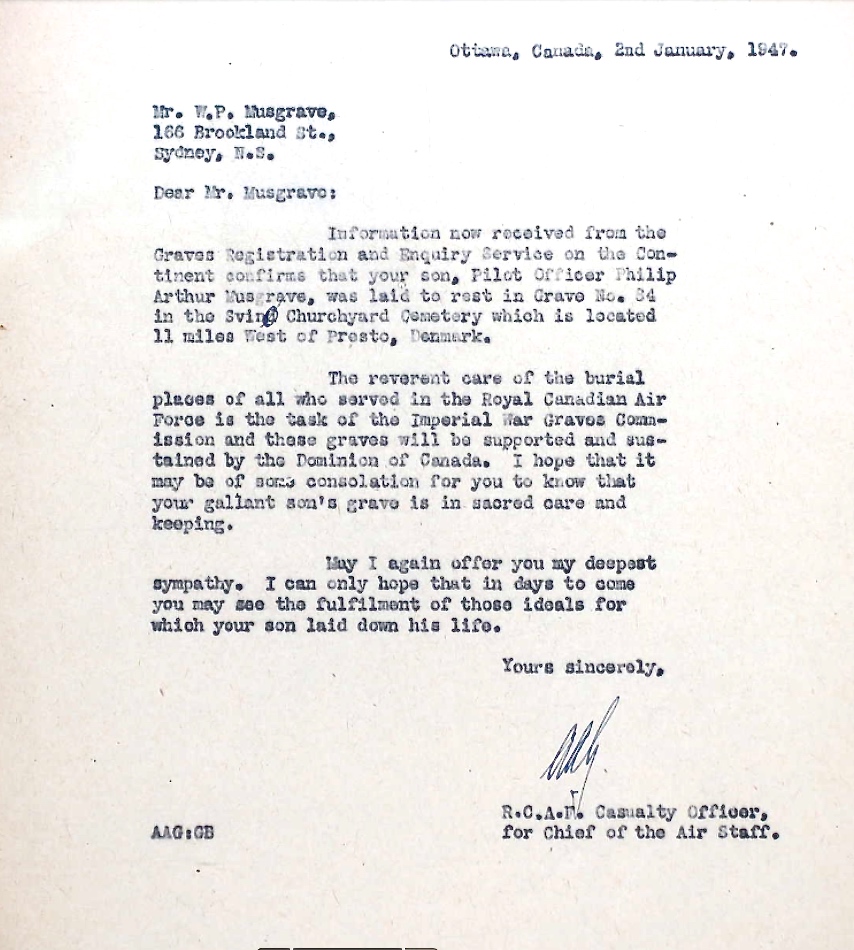 Ottawa, Canada, 2nd January, 1947.
Mr. W.P. Musgrave,
166 Brookland St.,
Sydney, N.S.
Dear Mr. Musgrave:
Information now received from the
Graves Registration and Enquiry Service on the Con-
tinent confirms that your son, Pilot Officer Philip
Arthur Musgrave, was laid to rest in Grave No. 34
in the Svinø Churchyard Cemetery which is located
11 miles West of Presto, Denmark.
The reverent care of the burial
places of all who served in the Royal Canadian Air
Force is the task of the Imperial War Graves Comm-
ission and these graves will be supported and sus-
tained by the Dominion of Canada. I hope that it
may be of some consolation for you to know that
your gallant son's grave is in sacred care and
keeping.
May I again offer you my deepest
sympathy. I can only hope that in days to come
you may see the fulfilment of those ideals for
which your son laid down his life.
Yours sincerely,
R.C.A.F. Casualty Officer,
for Chief of the Air Staff.
AAG:GB